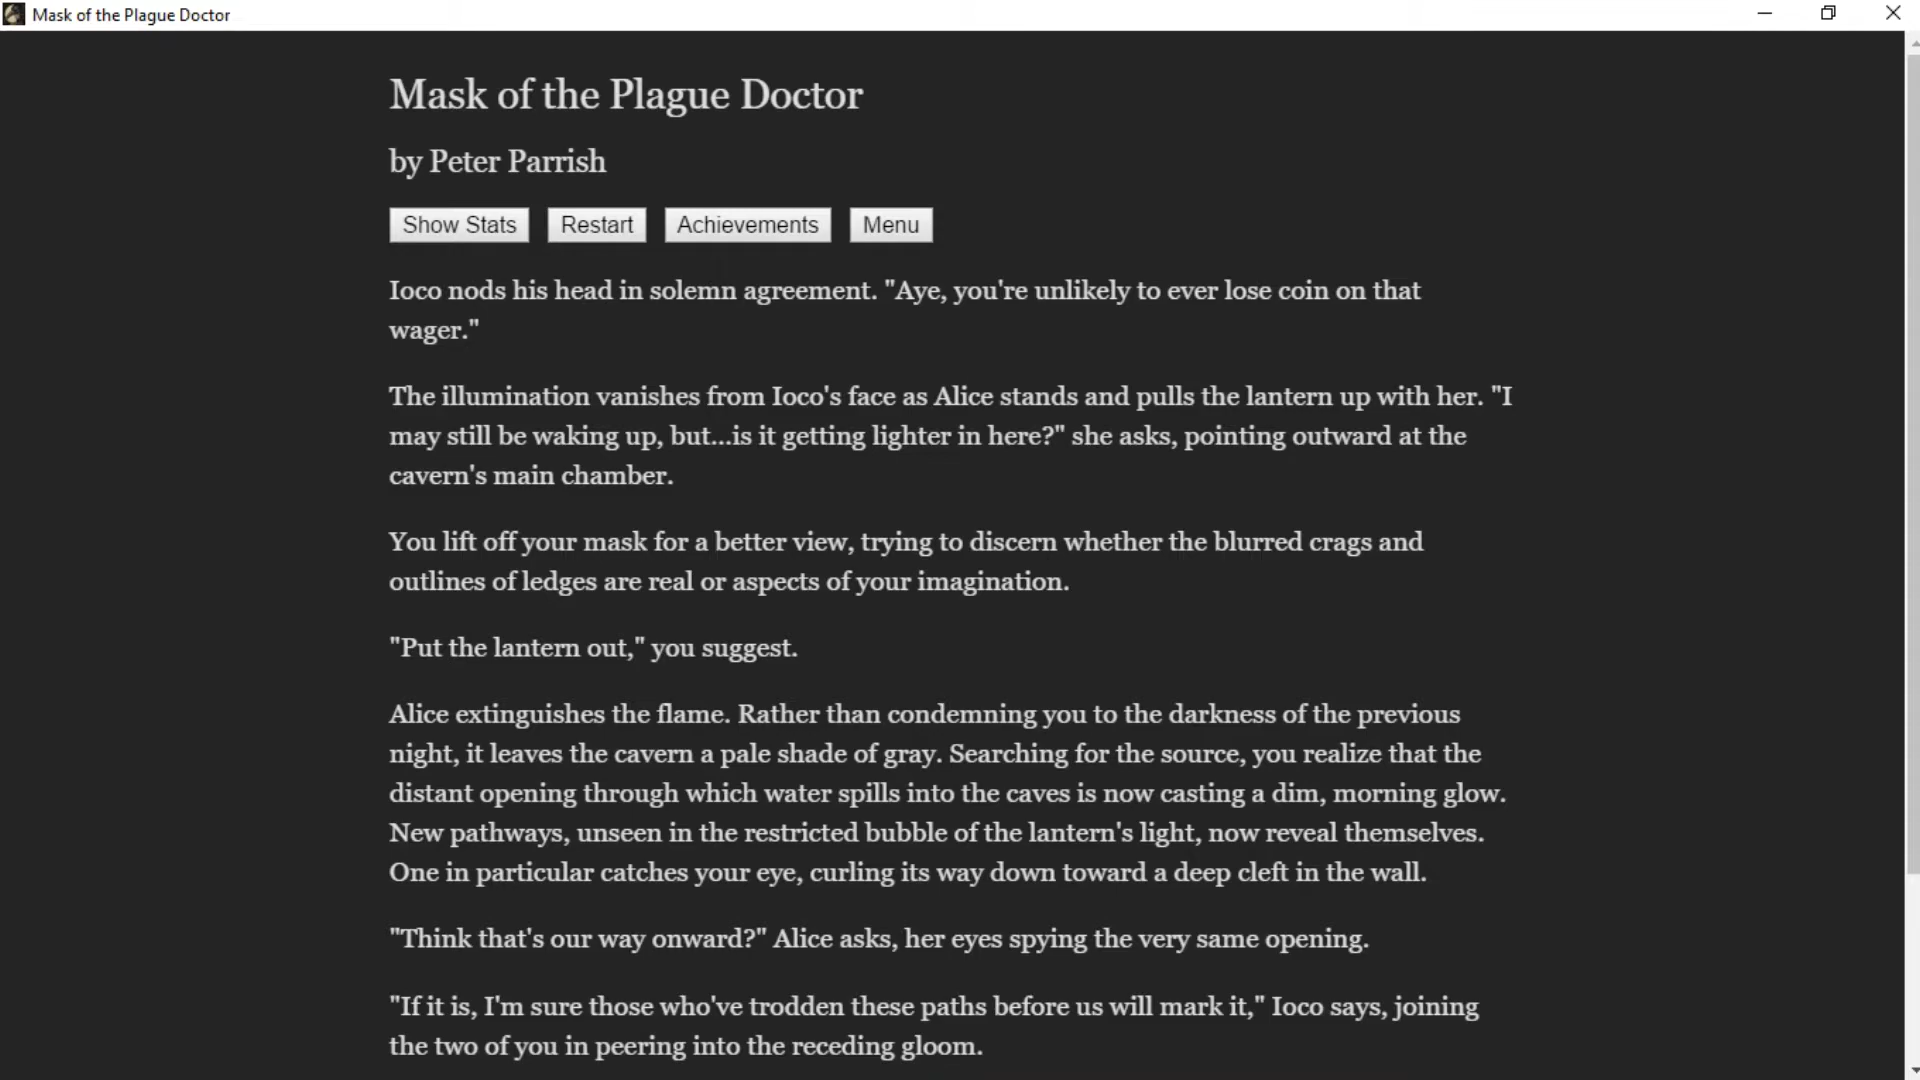 Mask of the Plague Doctor
Mask of the Plague Doctor
by Peter Parrish
Show Stats Restart Achievements Menu
Ioco nods his head in solemn agreement. "Aye, you're unlikely to ever lose coin on that
wager."
The illumination vanishes from Ioco's face as Alice stands and pulls the lantern up with her. "I
may still be waking up, but...is it getting lighter in here?" she asks, pointing outward at the
cavern's main chamber.
You lift off your mask for a better view, trying to discern whether the blurred crags and
outlines of ledges are real or aspects of your imagination.
"Put the lantern out," you suggest.
Alice extinguishes the flame. Rather than condemning you to the darkness of the previous
night, it leaves the cavern a pale shade of gray. Searching for the source, you realize that the
distant opening through which water spills into the caves is now casting a dim, morning glow.
New pathways, unseen in the restricted bubble of the lantern's light, now reveal themselves.
One in particular catches your eye, curling its way down toward a deep cleft in the wall.
"Think that's our way onward?" Alice asks, her eyes spying the very same opening.
"If it is, I'm sure those who've trodden these paths before us will mark it," Ioco says, joining
the two of you in peering into the receding gloom.